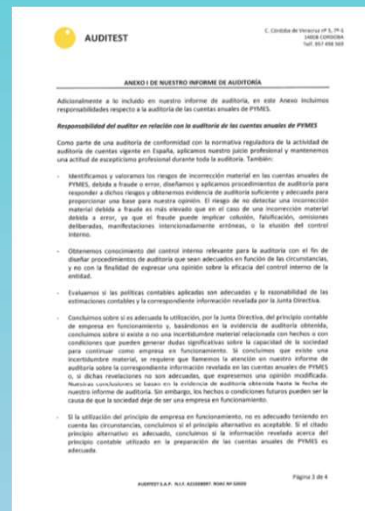 AUDITEST
C. Córdoba de Veracruz nº 5, 7º 6
14008 CORDOBA
Telf: 957 498 569
ANEXO I DE NUESTRO INFORME DE AUDITORÍA
Adicionalmente a lo incluido en nuestro informe de auditoría, en este Anexo incluimos
responsabilidades respecto a la auditoría de las cuentas anuales de PYMES.
Responsabilidad del auditor en relación con la auditoría de las cuentas anuales de PYMES
Como parte de una auditoría de conformidad con la normativa reguladora de la actividad de
auditoría de cuentas vigente en España, aplicamos nuestro juicio profesional y mantenemos
una actitud de escepticismo profesional durante toda la auditoría. También:
- Identificamos y valoramos los riesgos de incorrección material en las cuentas anuales de
PYMES, debida a fraude o error, diseñamos y aplicamos procedimientos de auditoría para
responder a dichos riesgos y obtenemos evidencia de auditoría suficiente y adecuada para
proporcionar una base para nuestra opinión. El riesgo de no detectar una incorrección
material debida a fraude es más elevado que en el caso de una incorrección material
debida a error, ya que el fraude puede implicar colusión, falsificación, omisiones
deliberadas, manifestaciones intencionadamente erróneas, o la elusión del control
interno.
- Obtenemos conocimiento del control interno relevante para la auditoría con el fin de
diseñar procedimientos de auditoría que sean adecuados en función de las circunstancias,
y no con la finalidad de expresar una opinión sobre la eficacia del control interno de la
entidad.
- Evaluamos si las políticas contables aplicadas son adecuadas y la razonabilidad de las
estimaciones contables y la correspondiente información revelada por la Junta Directiva.
- Concluimos sobre si es adecuada la utilización, por la Junta Directiva, del principio contable
de empresa en funcionamiento y, basándonos en la evidencia de auditoría obtenida,
concluimos sobre si existe o no una incertidumbre material relacionada con hechos o con
condiciones que pueden generar dudas significativas sobre la capacidad de la sociedad
para continuar como empresa en funcionamiento. Si concluimos que existe una
incertidumbre material, se requiere que llamemos la atención en nuestro informe de
auditoría sobre la correspondiente información revelada en las cuentas anuales de PYMES
o, si dichas revelaciones no son adecuadas, que expresemos una opinión modificada.
Nuestras conclusiones se basan en la evidencia de auditoría obtenida hasta la fecha de
nuestro informe de auditoría. Sin embargo, los hechos o condiciones futuros pueden ser la
causa de que la sociedad deje de ser una empresa en funcionamiento.
- Si la utilización del principio de empresa en funcionamiento, no es adecuado teniendo en
cuenta las circunstancias, concluimos si el principio alternativo es aceptable. Si el citado
principio alternativo es adecuado, concluimos si la información revelada acerca del
principio contable utilizado en la preparación de las cuentas anuales de PYMES es
adecuada.
Página 3 de 4
AUDITEST S.A.P. N.I.F.